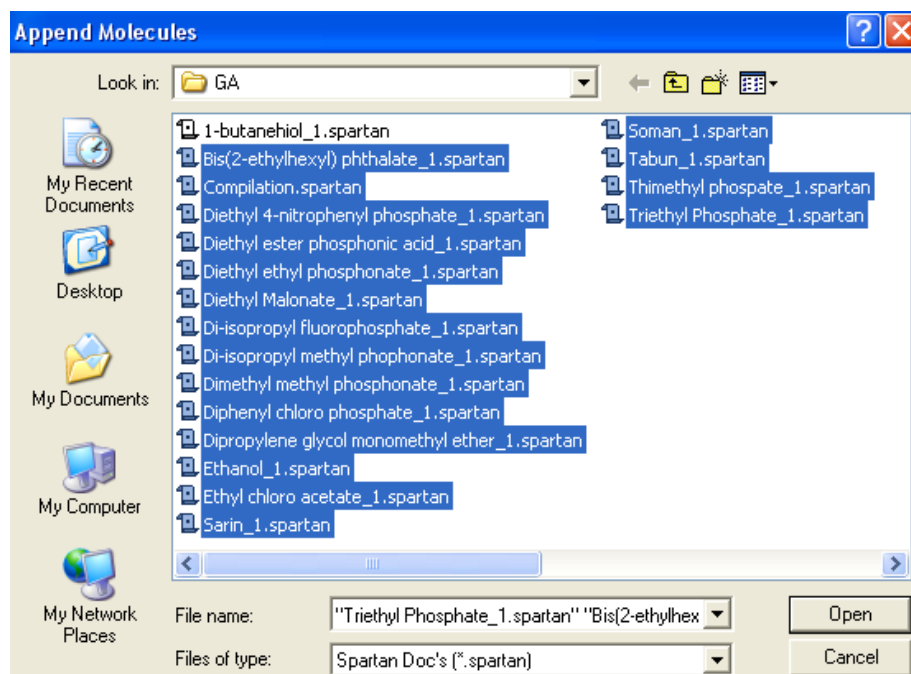 Append Molecules
Look in: GA
1-butanehiol_1.spartan
Bis(2-ethylhexyl) phthalate_1.spartan
Compilation.spartan
Diethyl 4-nitrophenyl phosphate_1.spartan
Diethyl ester phosphonic acid_1.spartan
Diethyl ethyl phosphonate_1.spartan
Diethyl Malonate_1.spartan
Di-isopropyl fluorophosphate_1.spartan
Di-isopropyl methyl phophonate_1.spartan
Dimethyl methyl phosphonate_1.spartan
Diphenyl chloro phosphate_1.spartan
Dipropylene glycol monomethyl ether_1.spartan
Ethanol_1.spartan
Ethyl chloro acetate_1.spartan
Sarin_1.spartan
Soman_1.spartan
Tabun_1.spartan
Thimethyl phospate_1.spartan
Triethyl Phosphate_1.spartan
My Recent
Documents
Desktop
My Documents
My Computer
My Network
Places
File name: "Triethyl Phosphate_1.spartan" "Bis(2-ethylhex
Open
Files of type: Spartan Doc's (*.spartan)
Cancel